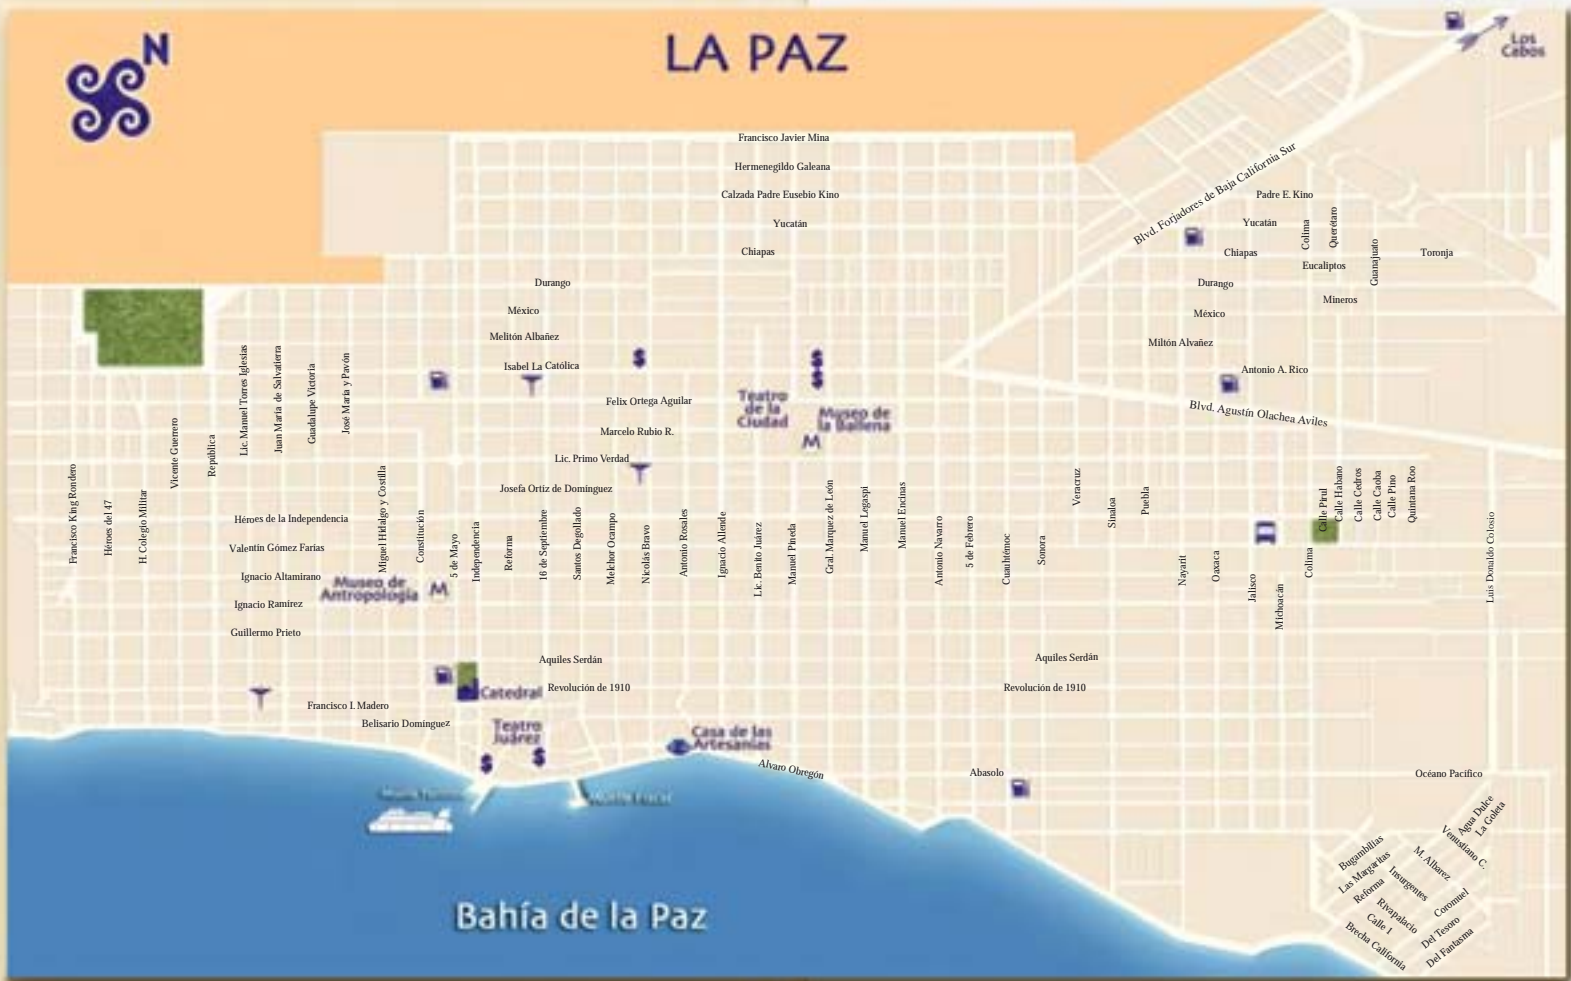 N
LA PAZ
Los
Cabos
Francisco Javier Mina
Hermenegildo Galeana
Calzada Padre Eusebio Kino
Yucatán
Chiapas
Durango
México
Melitón Albañez
Isabel La Católica
Felix Ortega Aguilar
Marcelo Rubio R.
Lic. Primo Verdad
Josefa Ortiz de Domínguez
Blvd. Forjadores de Baja California Sur
Padre E. Kino
Yucatán
Colima
Querétaro
Chiapas
Eucaliptos
Guanajuato
Toronja
Durango
Mineros
México
Miltón Alvañez
Antonio A. Rico
Blvd. Agustín Olachea Aviles
Teatro
de la
Ciudad
Museo de
la Ballena
M
Francisco King Rondero
Héroes del 47
H. Colegio Militar
Vicente Guerrero
República
Lic. Manuel Torres Iglesias
Juan María de Salvatierra
Guadalupe Victoria
José María y Pavón
Miguel Hidalgo y Costilla
Constitución
5 de Mayo
Independencia
Reforma
16 de Septiembre
Santos Degollado
Melchor Ocampo
Nicolás Bravo
Antonio Rosales
Ignacio Allende
Lic. Benito Juárez
Manuel Pineda
Gral. Marquez de León
Manuel Legaspi
Manuel Encinas
Antonio Navarro
5 de Febrero
Cuauhtémoc
Sonora
Veracruz
Sinaloa
Puebla
Nayarit
Oaxaca
Jalisco
Michoacán
Colima
Calle Pirul
Calle Habano
Calle Cedros
Calle Caoba
Calle Pino
Quintana Roo
Luis Donaldo Colosio
Héroes de la Independencia
Valentín Gómez Farías
Ignacio Altamirano
Ignacio Ramírez
Guillermo Prieto
Museo de
Antropología
M
Aquiles Serdán
Revolución de 1910
Aquiles Serdán
Revolución de 1910
Catedral
Francisco I. Madero
Belisario Domínguez
Teatro
Juárez
Casa de las
Artesanías
Alvaro Obregón
Abasolo
Océano Pacífico
$
$
$
$
$
Muelle Fiscal
Bahía de la Paz
Agua Dulce
La Goleta
Venustiano C.
Bugambilias
Las Margaritas
Reforma
M. Albarez
Insurgentes
Rivapalacio
Calle I
Brecha California
Coromuel
Del Tesoro
Del Fantasma